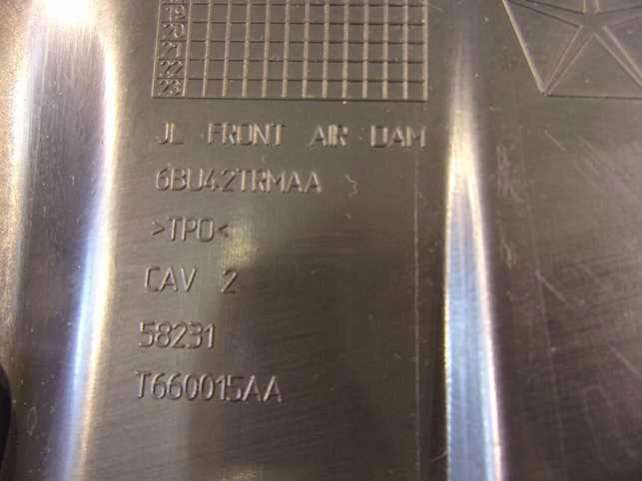 19
20
21
22
23
JL FRONT AIR DAM
6BU42TRMAA
>TPO<
CAV 2
58231
T660015AA